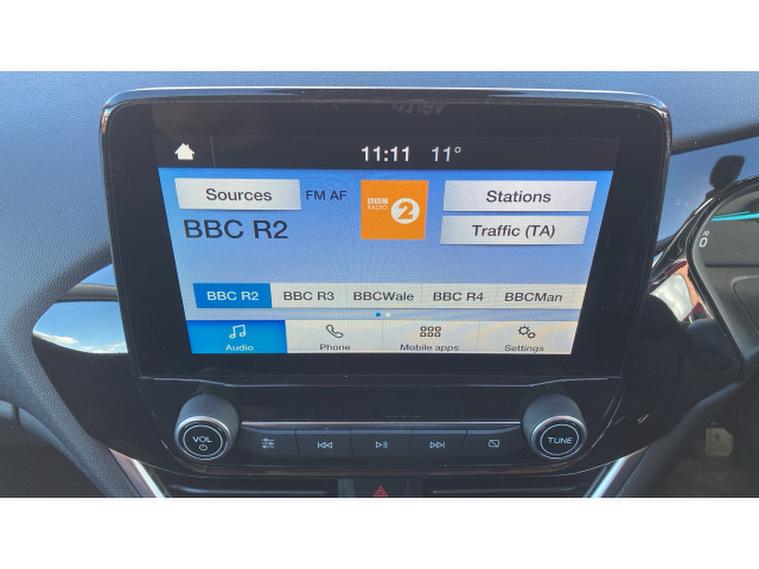 11:11 11°
Sources FM AF BBC RADIO 2 Stations
BBC R2 Traffic (TA)
BBC R2 BBC R3 BBCWale BBC R4 BBCMan
Audio Phone Mobile apps Settings
VOL TUNE
R
0